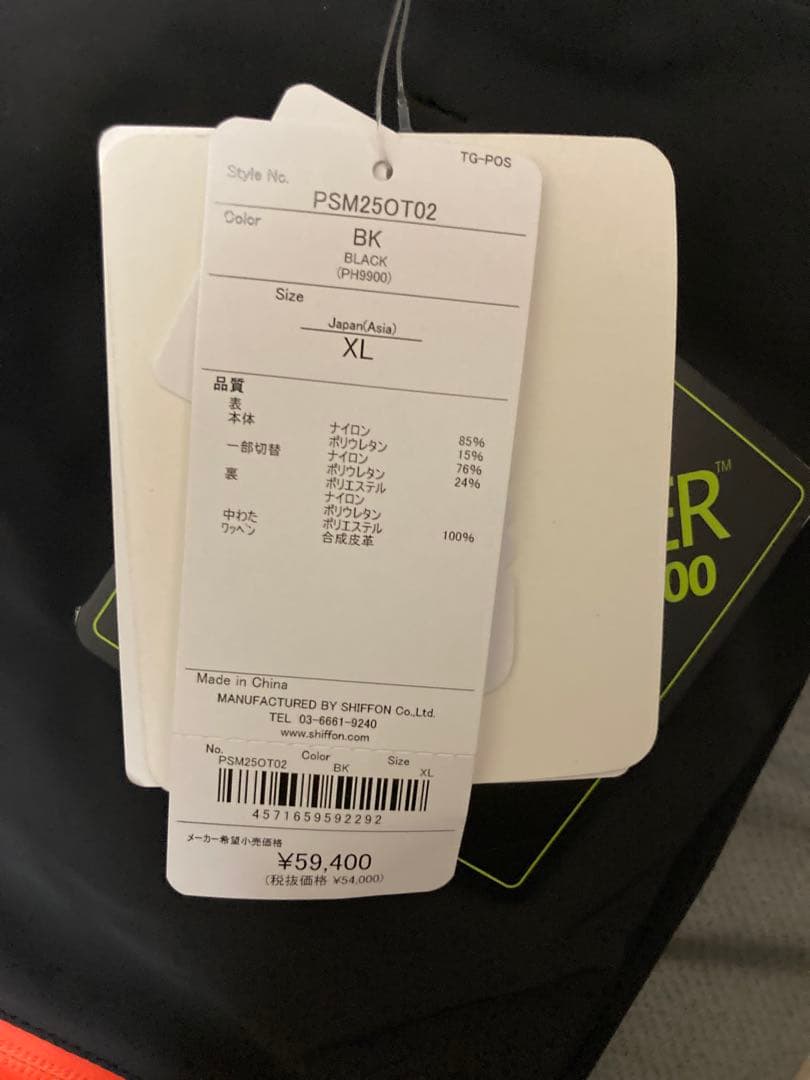 TG-POS
Style No.
PSM25OT02
Color
BK
BLACK
(PH9900)
Size
Japan(Asia)
XL
品質
表
本体 ナイロン 85%
ポリウレタン 15%
一部切替 ナイロン 76%
ポリウレタン 24%
裏 ポリエステル
ナイロン
ポリウレタン
中わた ポリエステル 100%
ワッペン 合成皮革
Made in China
MANUFACTURED BY SHIFFON Co.,Ltd.
TEL 03-6661-9240
www.shiffon.com
No. Color Size
PSM25OT02 BK XL
4571659592292
メーカー希望小売価格
¥59,400
(税抜価格 ¥54,000)
ER™
00